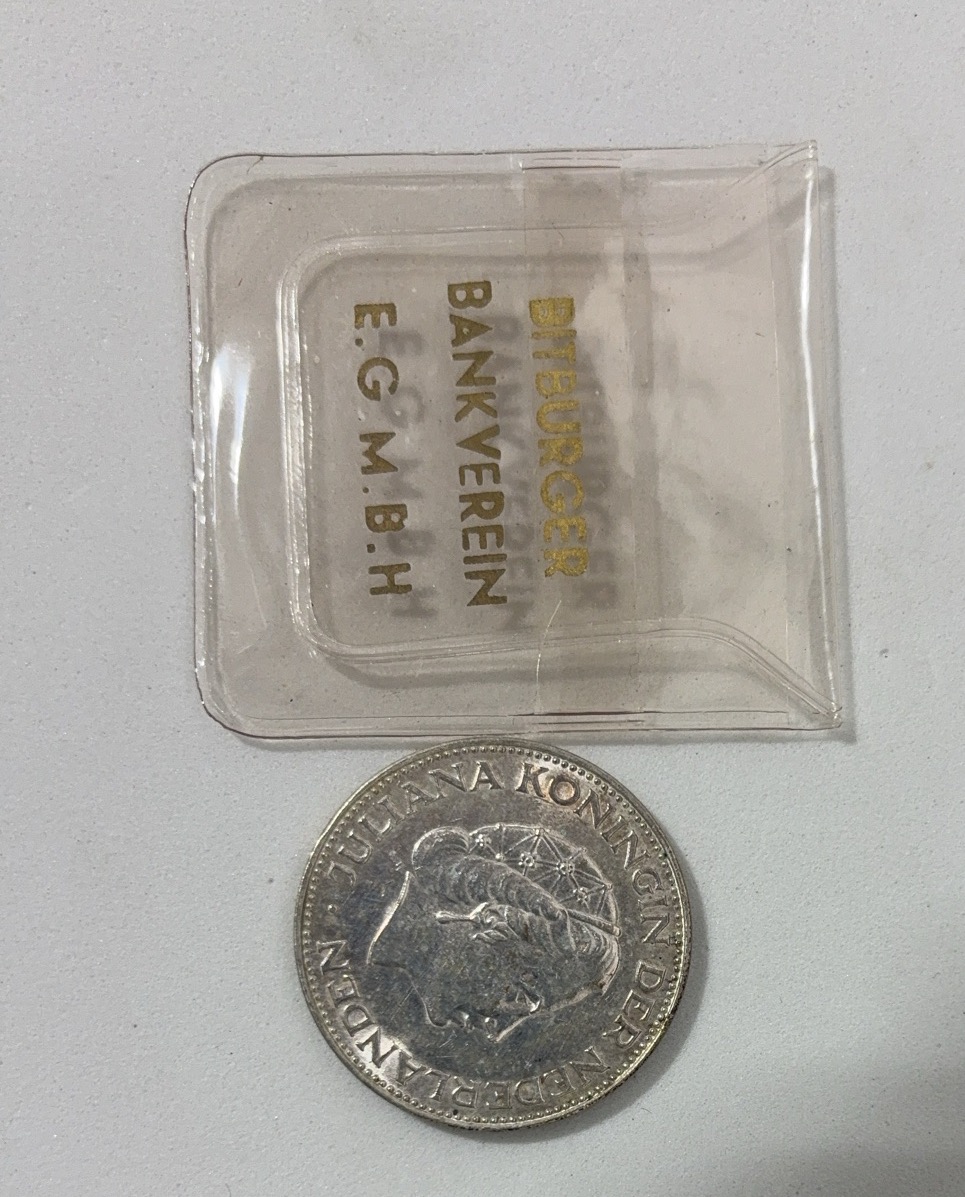 BITBURGER
BANKVEREIN
E.G.M.B.H
JULIANA KONINGIN DER NEDERLANDEN